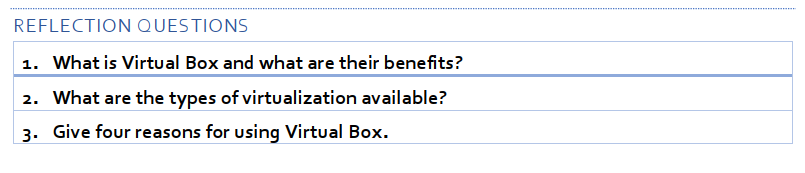 REFLECTION QUESTIONS
1. What is Virtual Box and what are their benefits?
2. What are the types of virtualization available?
3. Give four reasons for using Virtual Box.